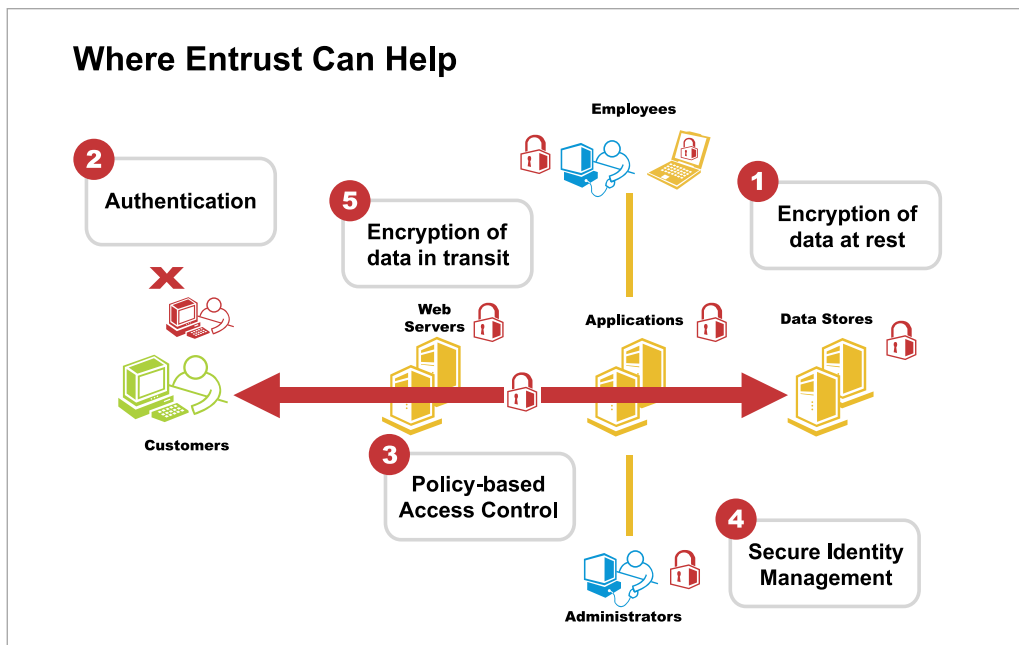 Where Entrust Can Help
Employees
2
Authentication
1
Encryption of
data at rest
5
Encryption of
data in transit
Web
Servers
Applications
Data Stores
Customers
3
Policy-based
Access Control
4
Secure Identity
Management
Administrators